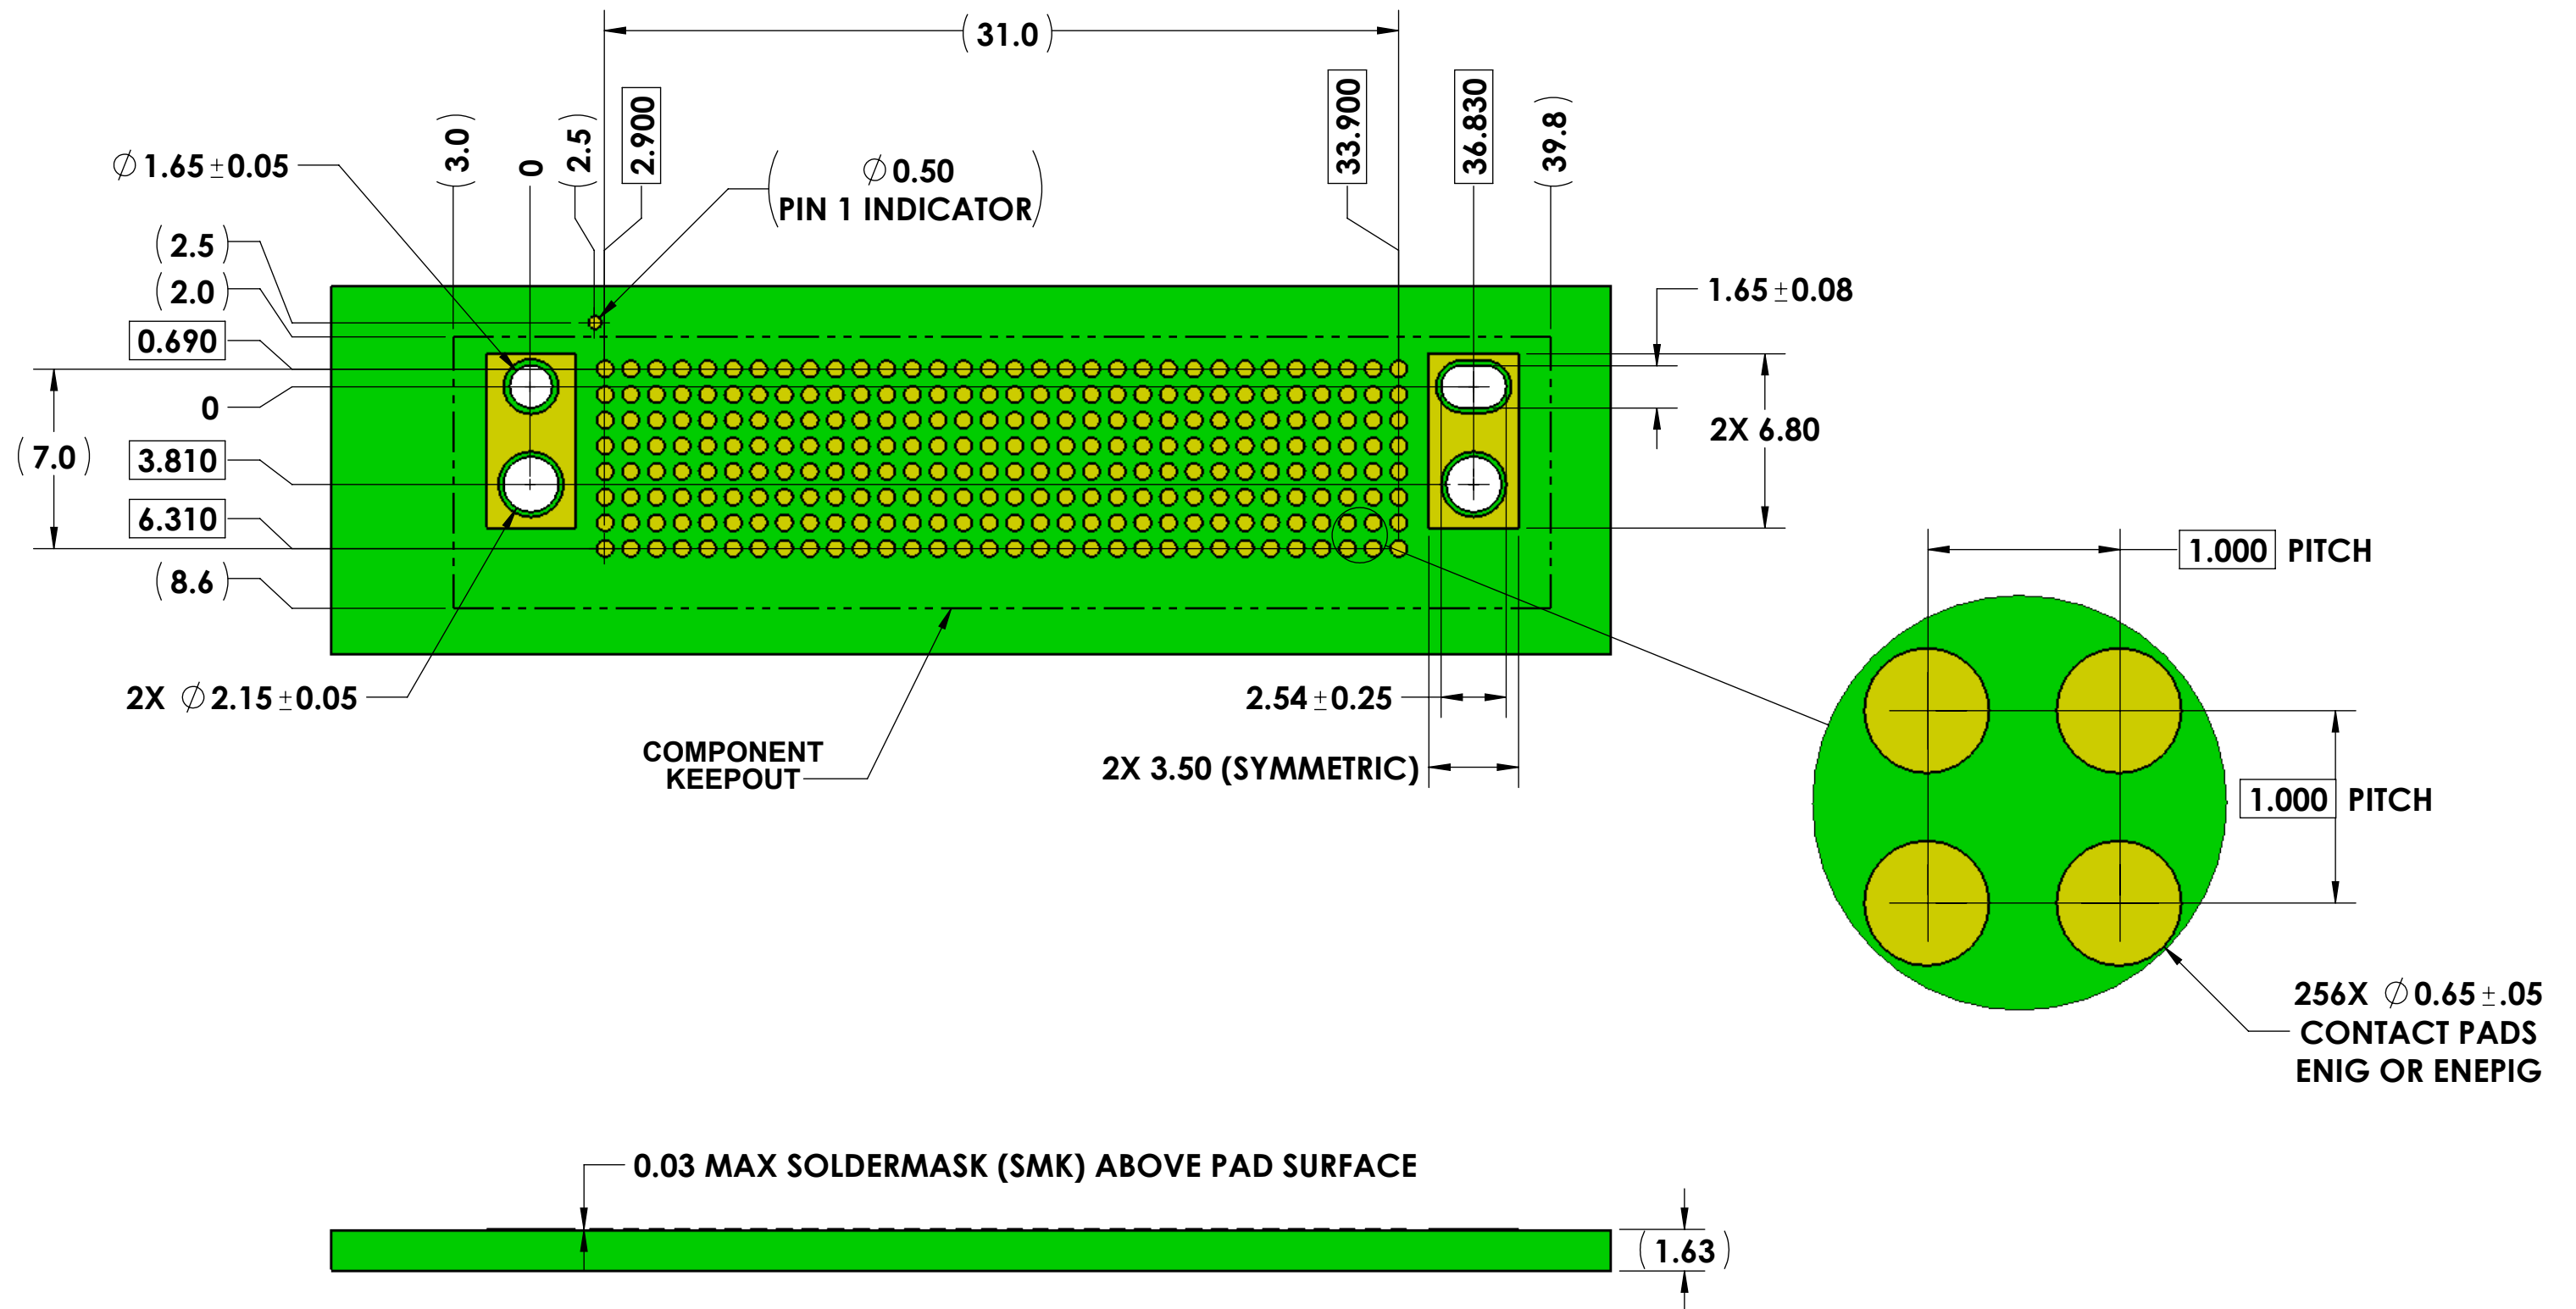 (31.0)
(3.0)
0
(2.5)
2.900
33.900
36.830
(39.8)
∅ 1.65 ±0.05
(∅ 0.50
PIN 1 INDICATOR)
(2.5)
(2.0)
0.690
0
(7.0)
3.810
6.310
(8.6)
1.65 ±0.08
2X 6.80
2X ∅ 2.15 ±0.05
2.54 ±0.25
COMPONENT
KEEPOUT
2X 3.50 (SYMMETRIC)
1.000 PITCH
1.000 PITCH
256X ∅ 0.65 ±.05
CONTACT PADS
ENIG OR ENEPIG
0.03 MAX SOLDERMASK (SMK) ABOVE PAD SURFACE
(1.63)